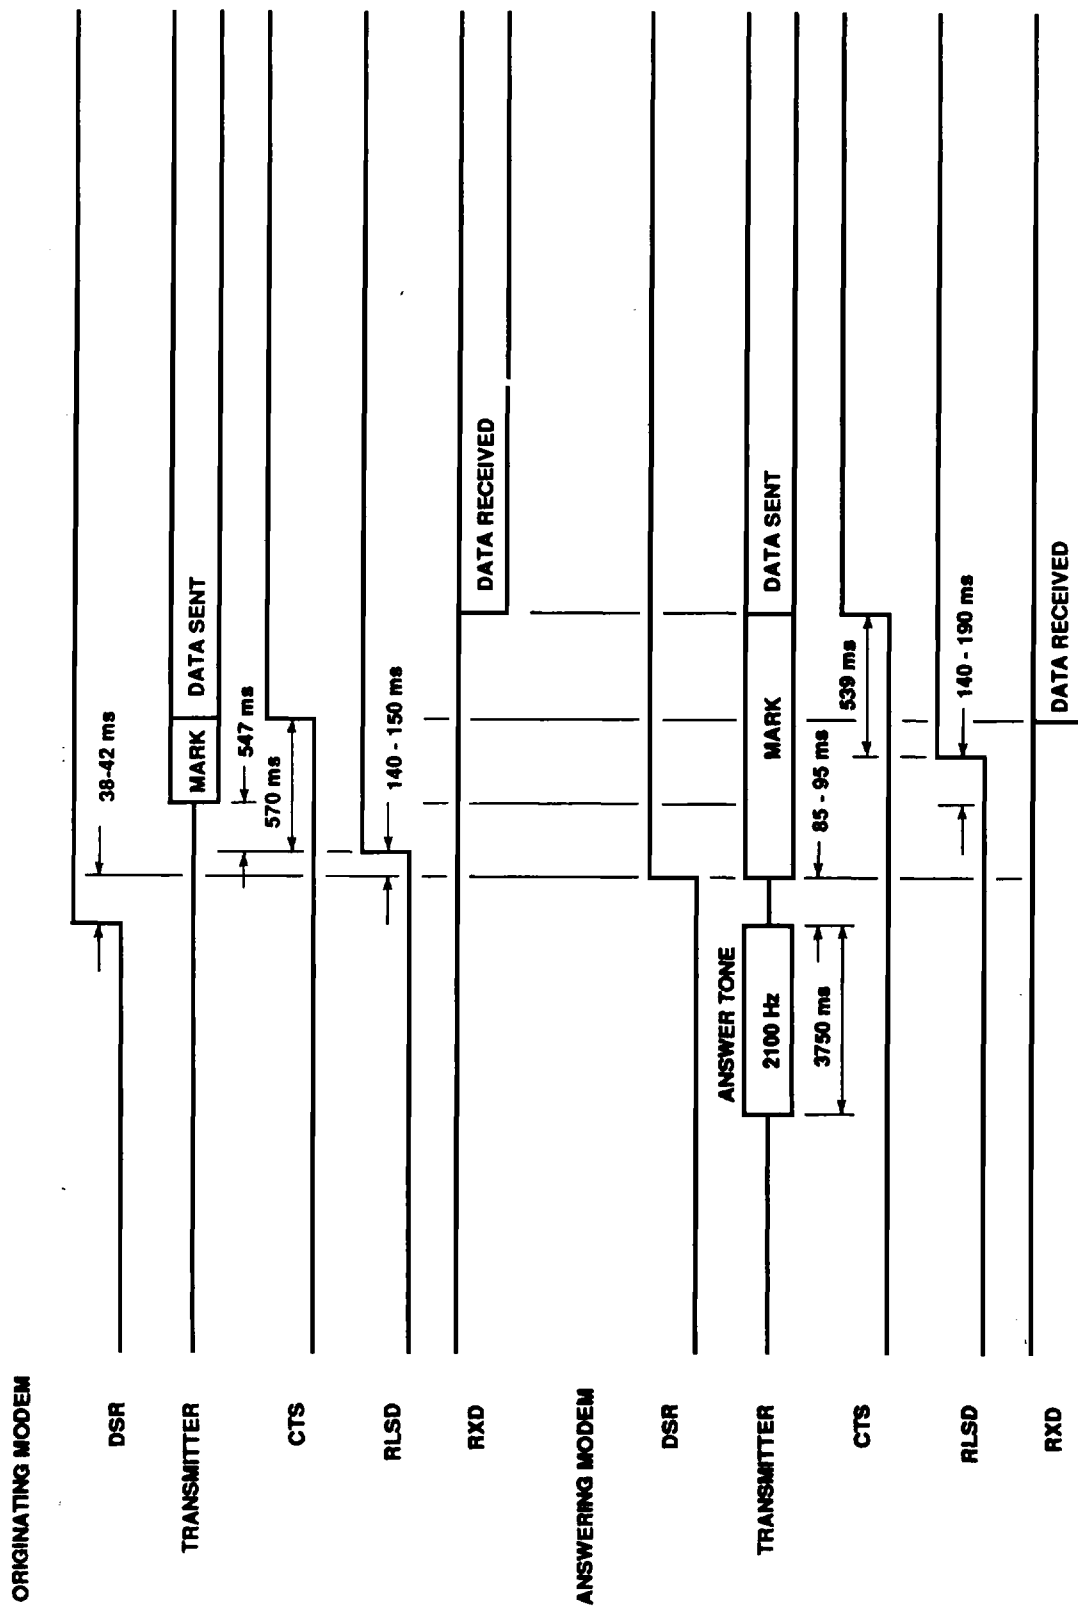 ORIGINATING MODEM
DSR
38-42 ms
TRANSMITTER
MARK
DATA SENT
547 ms
CTS
570 ms
RLSD
140 - 150 ms
RXD
DATA RECEIVED
ANSWERING MODEM
DSR
ANSWER TONE
TRANSMITTER
2100 Hz
MARK
DATA SENT
3750 ms
85 - 95 ms
CTS
539 ms
RLSD
140 - 190 ms
RXD
DATA RECEIVED